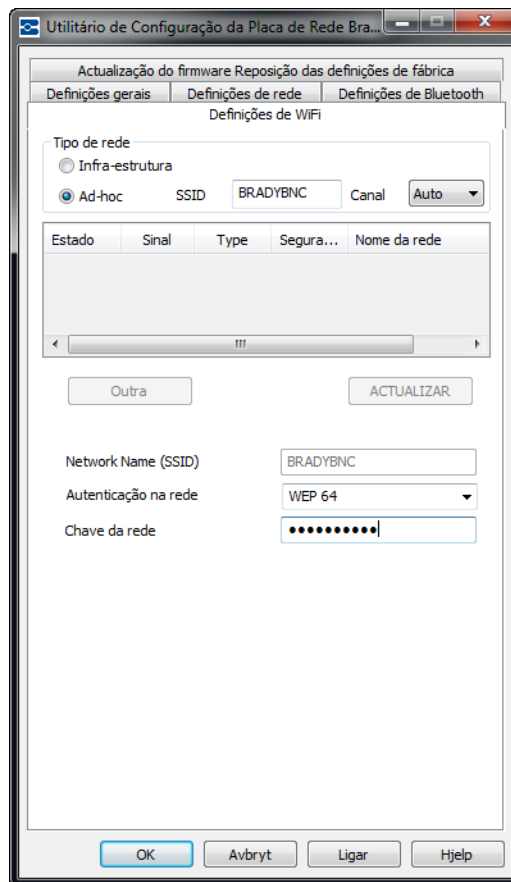 Utilitário de Configuração da Placa de Rede Bra...
Actualização do firmware Reposição das definições de fábrica
Definições gerais Definições de rede Definições de Bluetooth
Definições de WiFi
Tipo de rede
Infra-estrutura
Ad-hoc SSID BRADYBNC Canal Auto
Estado Sinal Type Segura... Nome da rede
Outra ACTUALIZAR
Network Name (SSID) BRADYBNC
Autenticação na rede WEP 64
Chave da rede ●●●●●●●●●●
OK Avbryt Ligar Hjelp